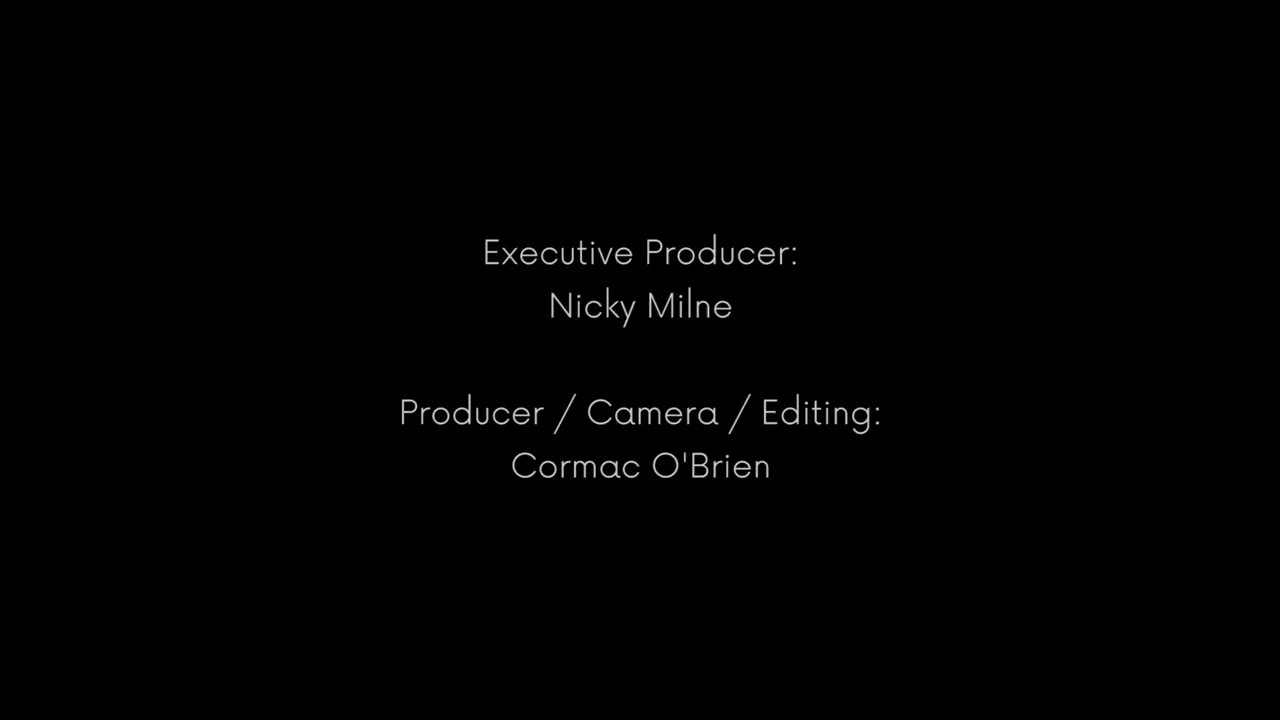 Executive Producer:
Nicky Milne
Producer / Camera / Editing:
Cormac O'Brien